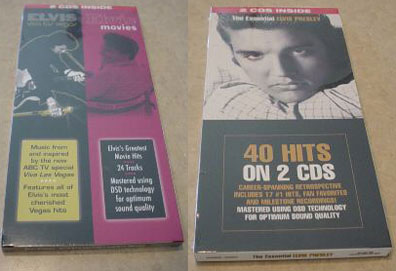 2 CDS INSIDE
ELVIS
movies
Music from
and inspired
by the new
ABC TV special
Viva Las Vegas
Features all of
Elvis's most
cherished
Vegas hits
Elvis's Greatest
Movie Hits
24 Tracks
Mastered using
DSD technology
for optimum
sound quality
2 CDS INSIDE
The Essential ELVIS PRESLEY
40 HITS
ON 2 CDS
CAREER-SPANNING RETROSPECTIVE
INCLUDES 17 #1 HITS, FAN FAVORITES
AND MILESTONE RECORDINGS!
MASTERED USING DSD TECHNOLOGY
FOR OPTIMUM SOUND QUALITY
The Essential ELVIS PRESLEY